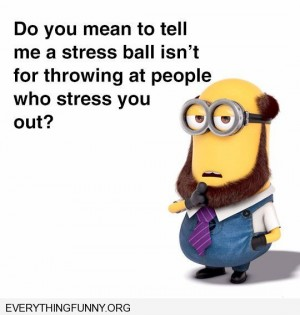 Do you mean to tell
me a stress ball isn't
for throwing at people
who stress you
out?
EVERYTHINGFUNNY.ORG